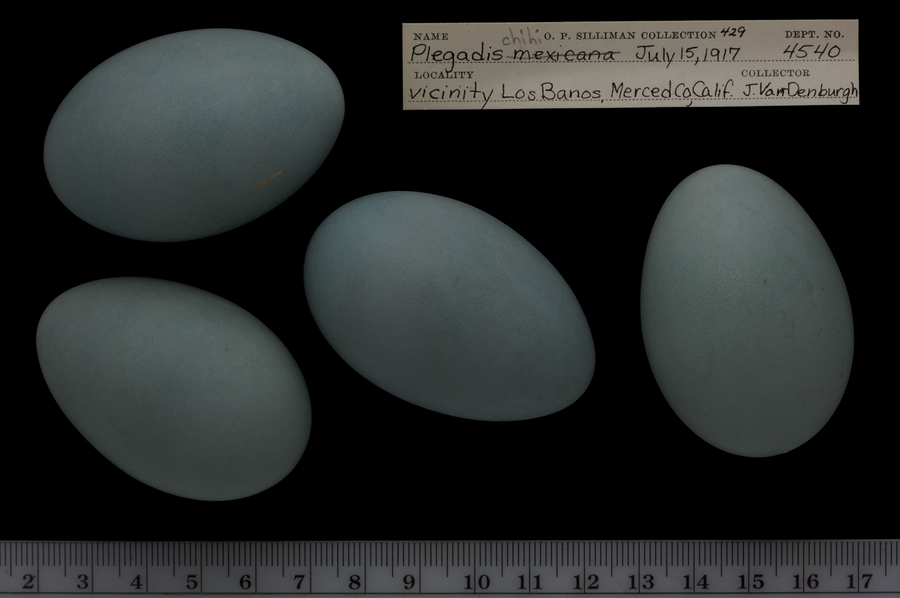 NAME chihi O. P. SILLIMAN COLLECTION 429 DEPT. NO.
Plegadis mexicana July 15, 1917 4540
LOCALITY COLLECTOR
vicinity Los Banos, Merced Co, Calif. J. Van Denburgh
2 3 4 5 6 7 8 9 10 11 12 13 14 15 16 17